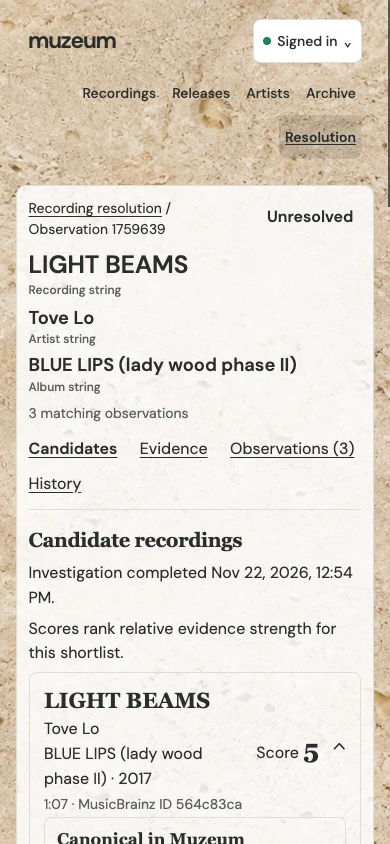 muzeum
Signed in
Recordings Releases Artists Archive
Resolution
Recording resolution /
Observation 1759639
Unresolved
LIGHT BEAMS
Recording string
Tove Lo
Artist string
BLUE LIPS (lady wood phase II)
Album string
3 matching observations
Candidates Evidence Observations (3)
History
Candidate recordings
Investigation completed Nov 22, 2026, 12:54
PM.
Scores rank relative evidence strength for
this shortlist.
LIGHT BEAMS
Tove Lo
BLUE LIPS (lady wood
phase II) · 2017
Score 5
1:07 · MusicBrainz ID 564c83ca
Canonical in Muzeum